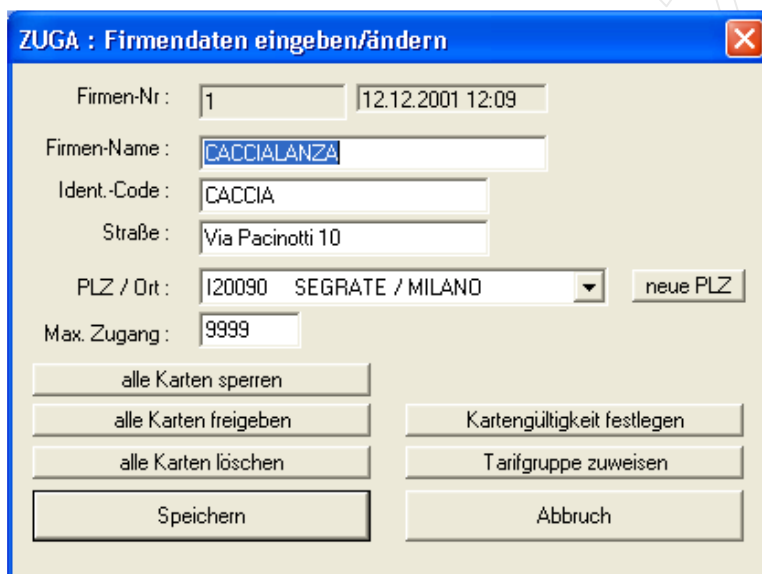 ZUGA : Firmendaten eingeben/ändern
Firmen-Nr : 1 12.12.2001 12:09
Firmen-Name : CACCIALANZA
Ident.-Code : CACCIA
Straße : Via Pacinotti 10
PLZ / Ort : I20090 SEGRATE / MILANO neue PLZ
Max. Zugang : 9999
alle Karten sperren
alle Karten freigeben Kartengültigkeit festlegen
alle Karten löschen Tarifgruppe zuweisen
Speichern Abbruch